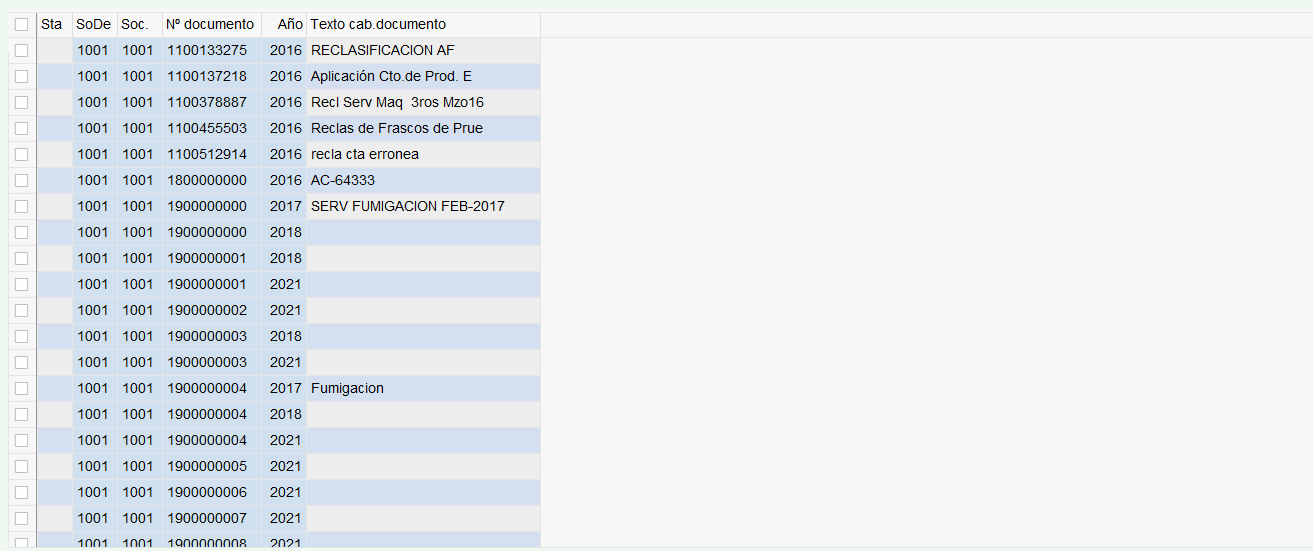 Sta SoDe Soc. Nº documento Año Texto cab.documento
1001 1001 1100133275 2016 RECLASIFICACION AF
1001 1001 1100137218 2016 Aplicación Cto.de Prod. E
1001 1001 1100378887 2016 Recl Serv Maq  3ros Mzo16
1001 1001 1100455503 2016 Reclas de Frascos de Prue
1001 1001 1100512914 2016 recla cta erronea
1001 1001 1800000000 2016 AC-64333
1001 1001 1900000000 2017 SERV FUMIGACION FEB-2017
1001 1001 1900000000 2018
1001 1001 1900000001 2018
1001 1001 1900000001 2021
1001 1001 1900000002 2021
1001 1001 1900000003 2018
1001 1001 1900000003 2021
1001 1001 1900000004 2017 Fumigacion
1001 1001 1900000004 2018
1001 1001 1900000004 2021
1001 1001 1900000005 2021
1001 1001 1900000006 2021
1001 1001 1900000007 2021
1001 1001 1900000008 2021